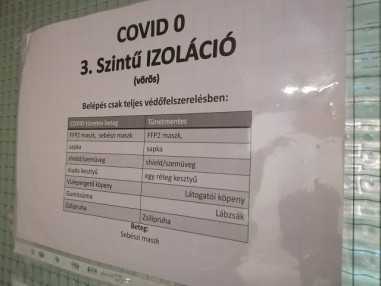 COVID 0
3. Szintű IZOLÁCIÓ
(vörös)
Belépés csak teljes védőfelszerelésben:
COVID tünetes beteg Tünetmentes
FFP2 maszk, sebészi maszk FFP2 maszk,
sapka sapka
shield/szemüveg shield/szemüveg
dupla kesztyű egy réteg kesztyű
Vízlepergető köpeny Látogatói köpeny
Gumicsizma Lábzsák
Zsilipruha Zsilipruha
Beteg:
Sebészi maszk